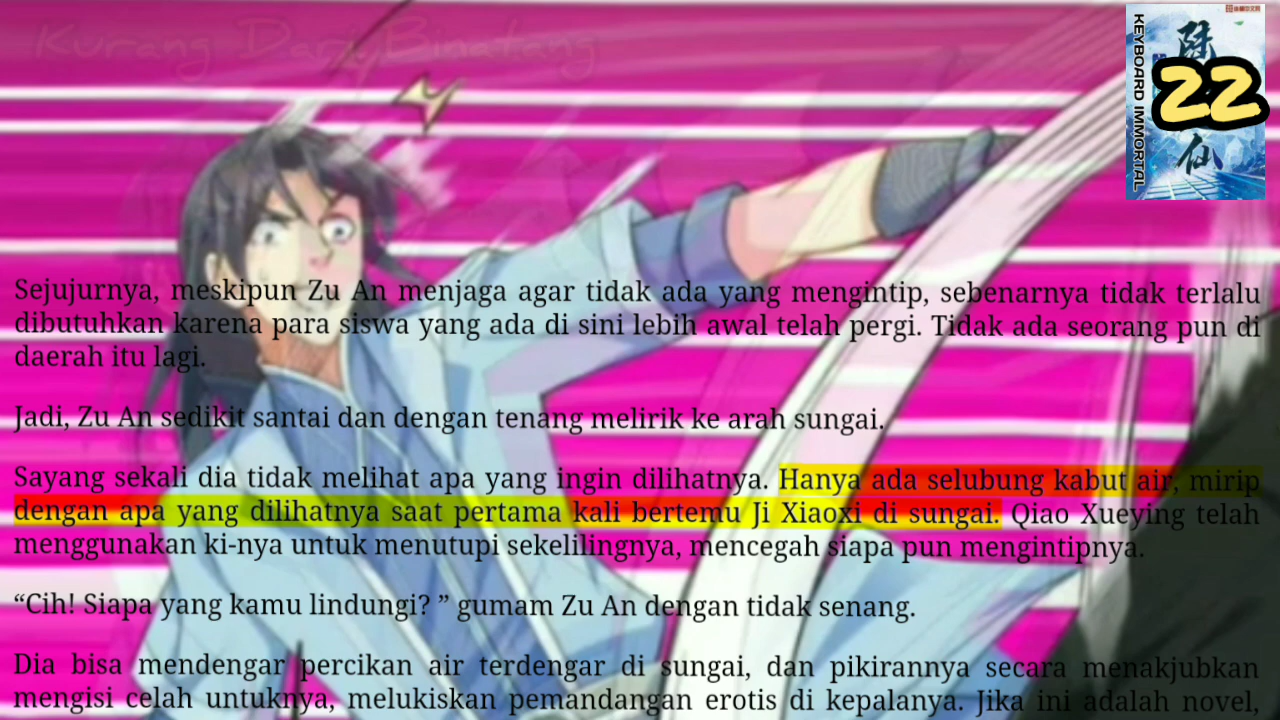 Kurang Dari Binatang
KEYBOARD IMMORTAL
陆
22
仙
Sejujurnya, meskipun Zu An menjaga agar tidak ada yang mengintip, sebenarnya tidak terlalu
dibutuhkan karena para siswa yang ada di sini lebih awal telah pergi. Tidak ada seorang pun di
daerah itu lagi.
Jadi, Zu An sedikit santai dan dengan tenang melirik ke arah sungai.
Sayang sekali dia tidak melihat apa yang ingin dilihatnya. Hanya ada selubung kabut air, mirip
dengan apa yang dilihatnya saat pertama kali bertemu Ji Xiaoxi di sungai. Qiao Xueying telah
menggunakan ki-nya untuk menutupi sekelilingnya, mencegah siapa pun mengintipnya.
“Cih! Siapa yang kamu lindungi? ” gumam Zu An dengan tidak senang.
Dia bisa mendengar percikan air terdengar di sungai, dan pikirannya secara menakjubkan
mengisi celah untuknya, melukiskan pemandangan erotis di kepalanya. Jika ini adalah novel,